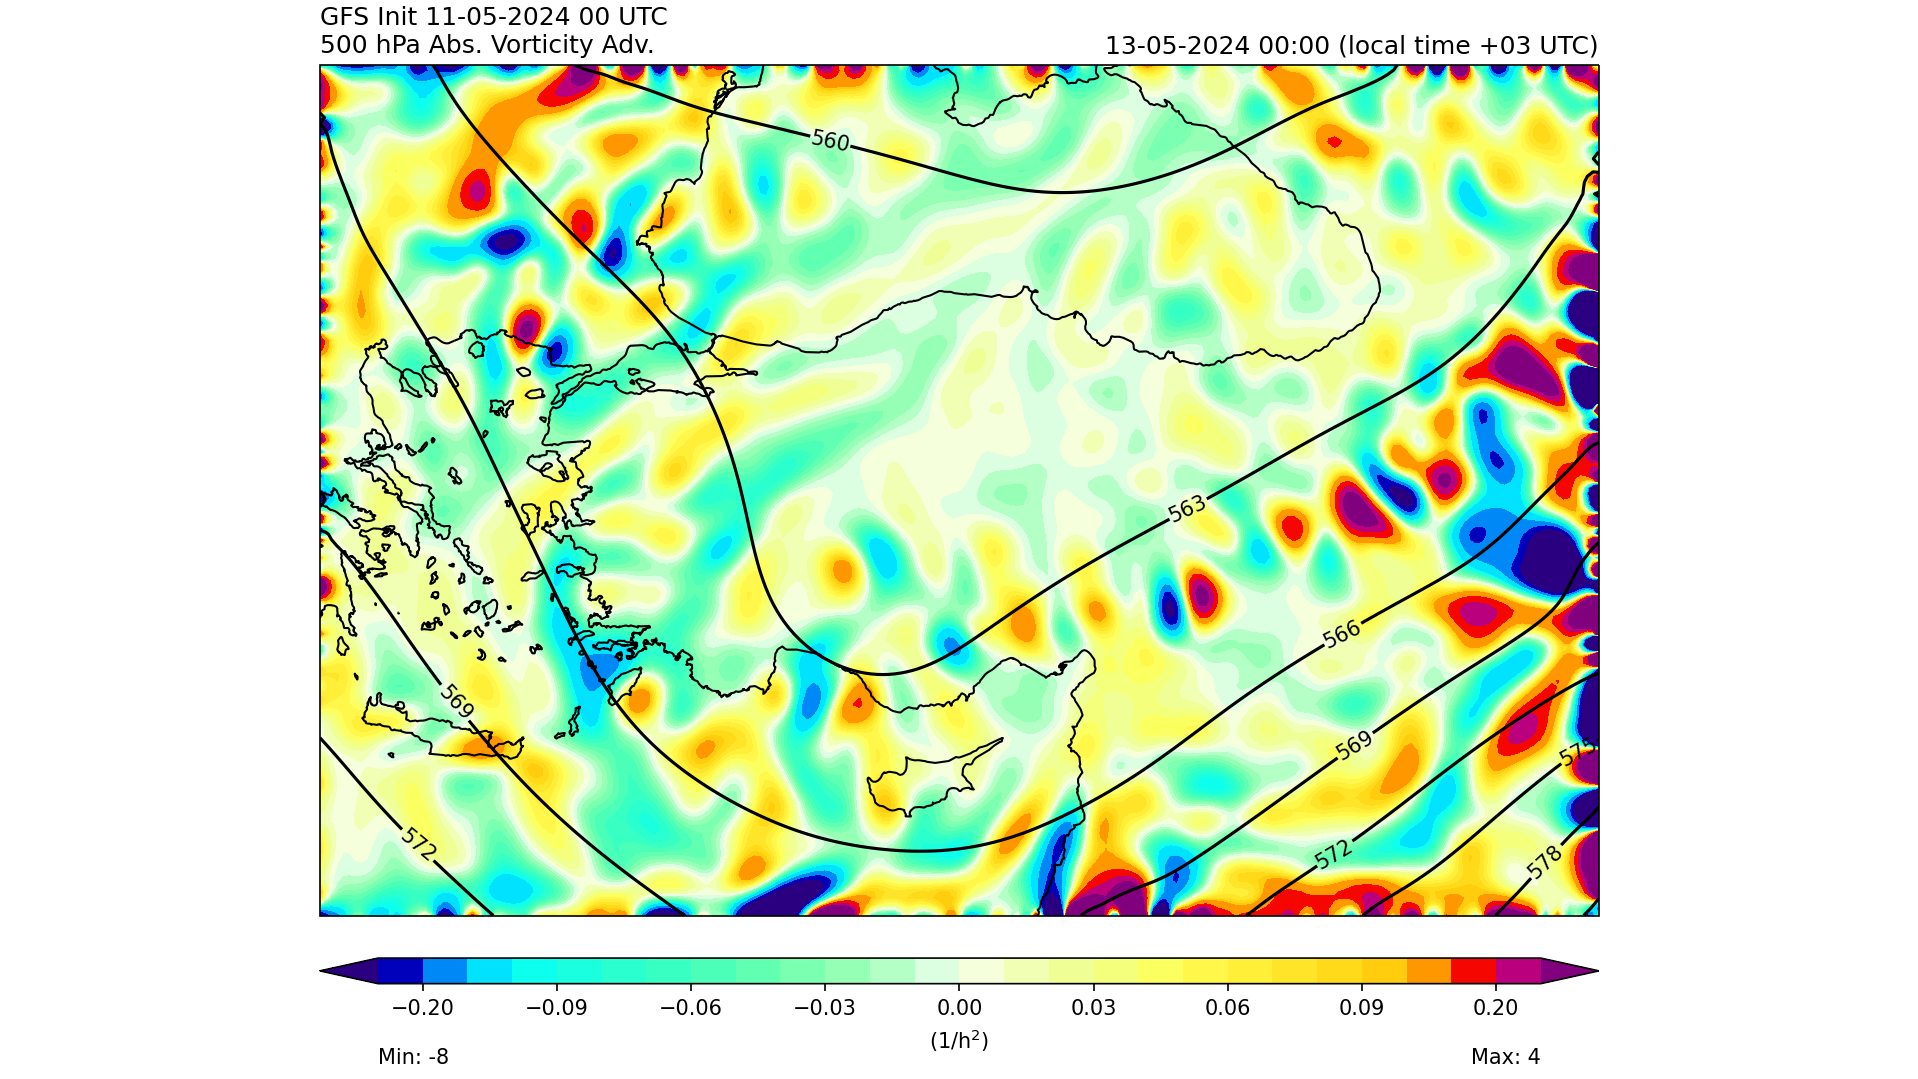 GFS Init 11-05-2024 00 UTC
500 hPa Abs. Vorticity Adv.
13-05-2024 00:00 (local time +03 UTC)
560
563
566
569
569
575
572
572
578
−0.20 −0.09 −0.06 −0.03 0.00 0.03 0.06 0.09 0.20
(1/h²)
Min: -8
Max: 4